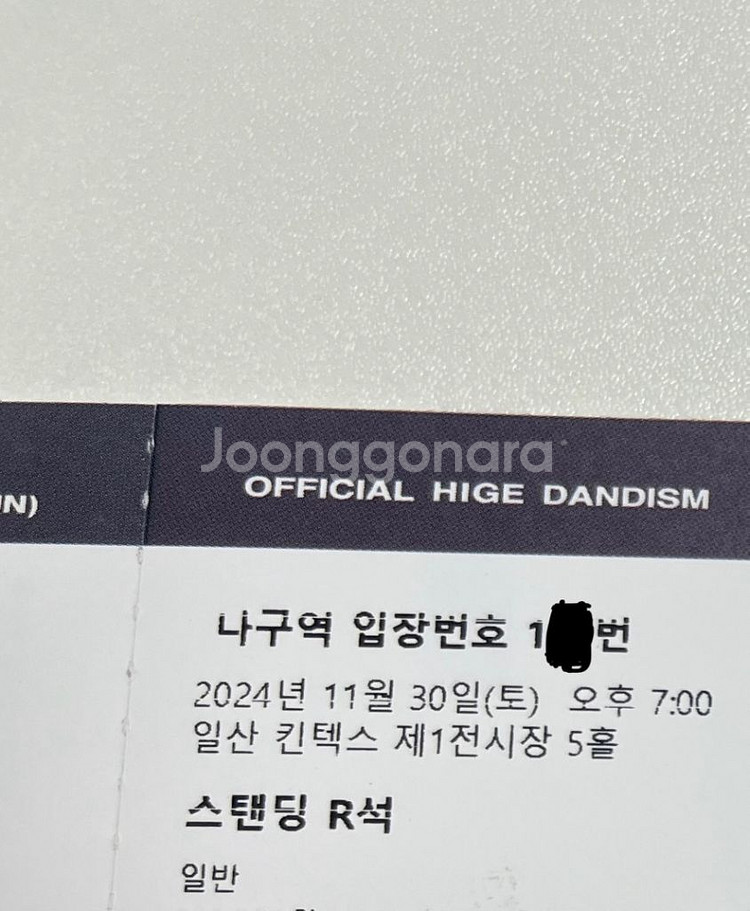 Joonggonara
IN)
OFFICIAL HIGE DANDISM
나구역 입장번호 1 번
2024년 11월 30일(토) 오후 7:00
일산 킨텍스 제1전시장 5홀
스탠딩 R석
일반